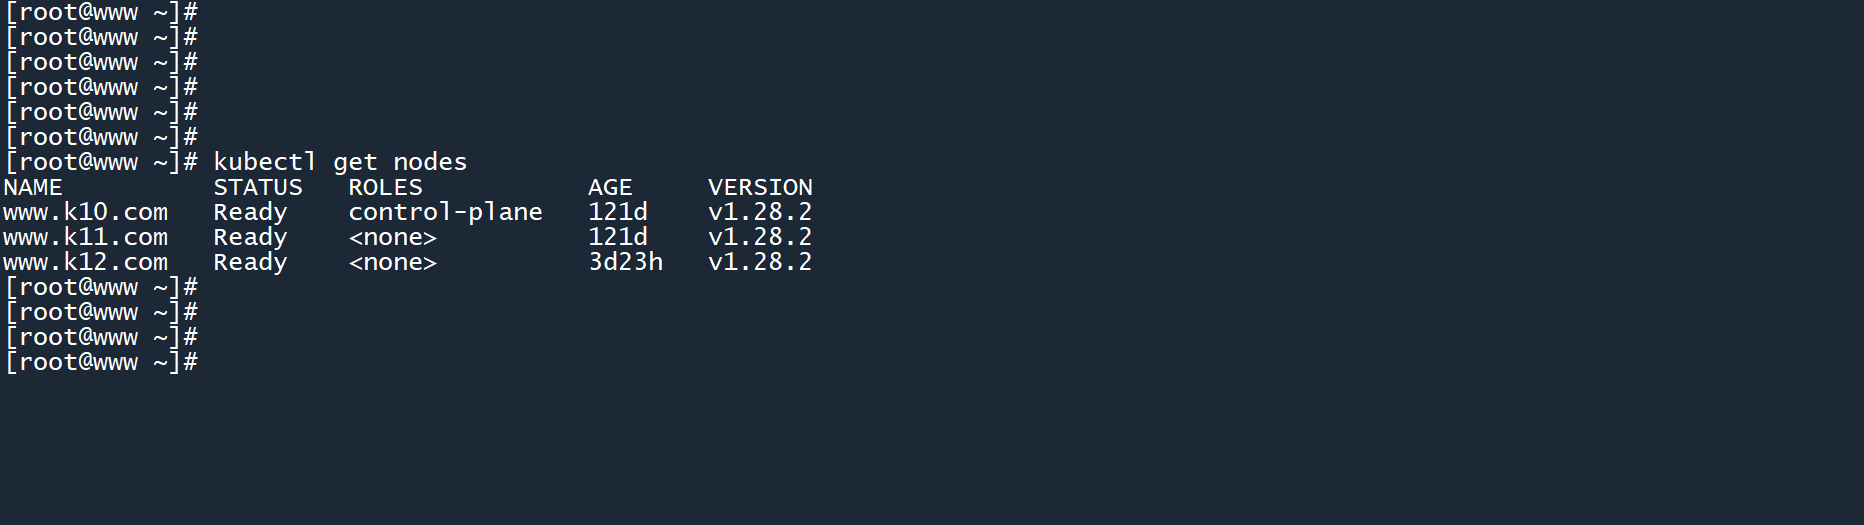 [root@www ~]#
[root@www ~]#
[root@www ~]#
[root@www ~]#
[root@www ~]#
[root@www ~]#
[root@www ~]# kubectl get nodes
NAME STATUS ROLES AGE VERSION
www.k10.com Ready control-plane 121d v1.28.2
www.k11.com Ready <none> 121d v1.28.2
www.k12.com Ready <none> 3d23h v1.28.2
[root@www ~]#
[root@www ~]#
[root@www ~]#
[root@www ~]#